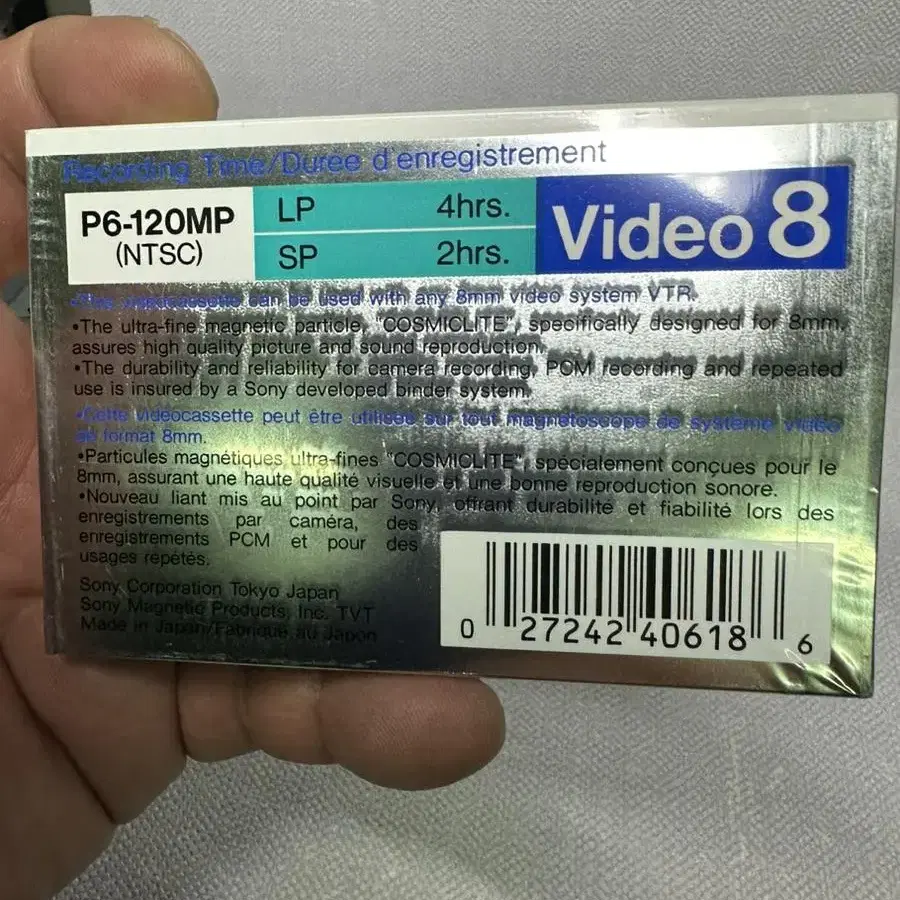 Recording Time/Duree d'enregistrement
P6-120MP
(NTSC)
LP 4hrs.
SP 2hrs.
Video 8
•This videocassette can be used with any 8mm video system VTR.
•The ultra-fine magnetic particle, "COSMICLITE", specifically designed for 8mm, assures high quality picture and sound reproduction.
•The durability and reliability for camera recording, PCM recording and repeated use is insured by a Sony developed binder system.
•Cette videocassette peut être utilisée sur tout magnétoscope de système vidéo de format 8mm.
•Particules magnétiques ultra-fines "COSMICLITE", spécialement conçues pour le 8mm, assurant une haute qualité visuelle et une bonne reproduction sonore.
•Nouveau liant mis au point par Sony, offrant durabilité et fiabilité lors des enregistrements par caméra, des enregistrements PCM et pour des usages repétés.
Sony Corporation Tokyo Japan
Sony Magnetic Products, Inc. TVT
Made in Japan/Fabriqué au Japon
0 27242 40618 6